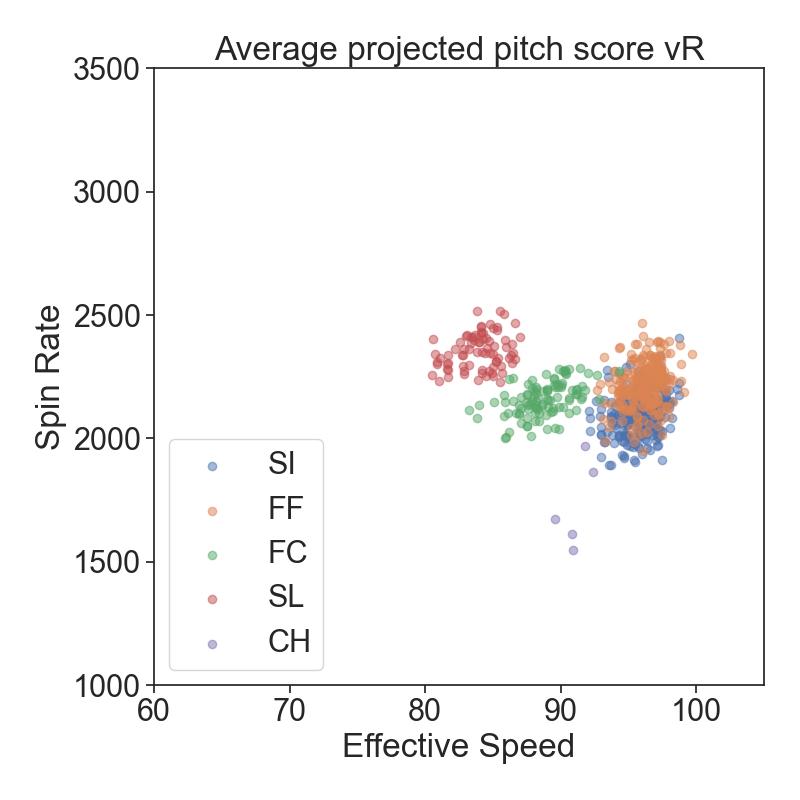 Average projected pitch score vR
3500
3000
2500
2000
1500
1000
Spin Rate
SI
FF
FC
SL
CH
60
70
80
90
100
Effective Speed